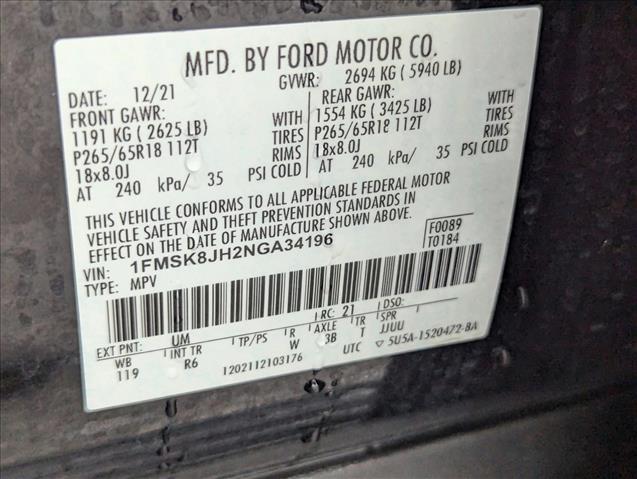 MFD. BY FORD MOTOR CO.
DATE: 12/21 GVWR: 2694 KG ( 5940 LB)
FRONT GAWR: REAR GAWR:
1191 KG ( 2625 LB) WITH 1554 KG ( 3425 LB) WITH
P265/65R18 112T TIRES P265/65R18 112T TIRES
18x8.0J RIMS 18x8.0J RIMS
AT 240 kPa/ 35 PSI COLD AT 240 kPa/ 35 PSI COLD
THIS VEHICLE CONFORMS TO ALL APPLICABLE FEDERAL MOTOR
VEHICLE SAFETY AND THEFT PREVENTION STANDARDS IN
EFFECT ON THE DATE OF MANUFACTURE SHOWN ABOVE.
VIN: 1FMSK8JH2NGA34196 F0089
TYPE: MPV T0184
EXT PNT: UM RC: 21 DSO:
WB INT TR TP/PS R AXLE TR SPR
119 R6 W 3B T JJUU
1202112103176 UTC ▽ 5U5A-1520472-BA